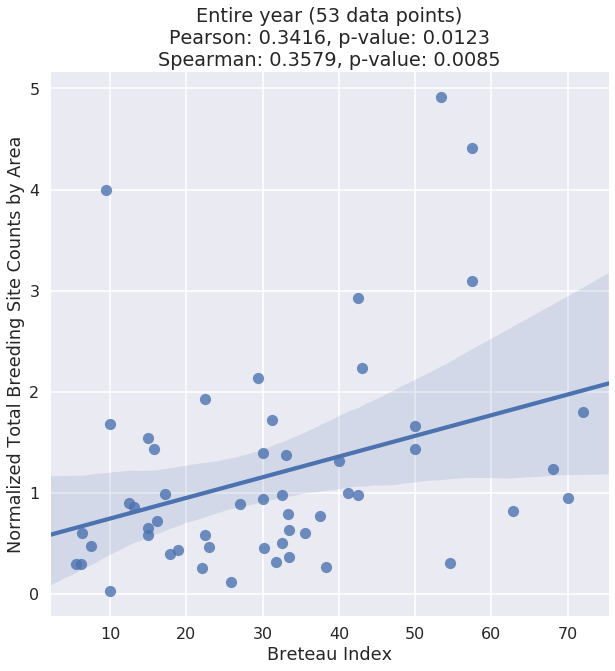 Entire year (53 data points)
Pearson: 0.3416, p-value: 0.0123
Spearman: 0.3579, p-value: 0.0085
Normalized Total Breeding Site Counts by Area
5
4
3
2
1
0
10 20 30 40 50 60 70
Breteau Index